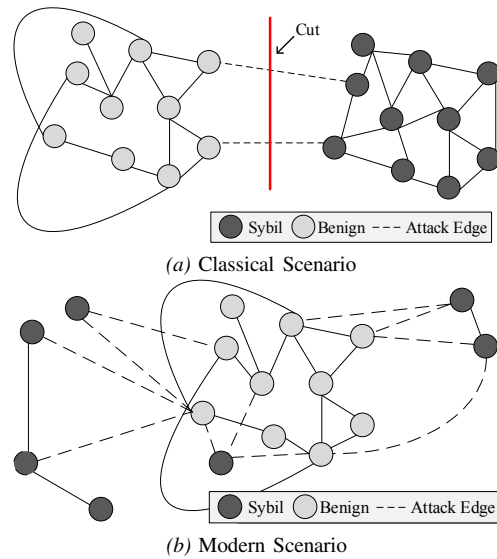 Cut
Sybil Benign Attack Edge
(a) Classical Scenario
Sybil Benign Attack Edge
(b) Modern Scenario